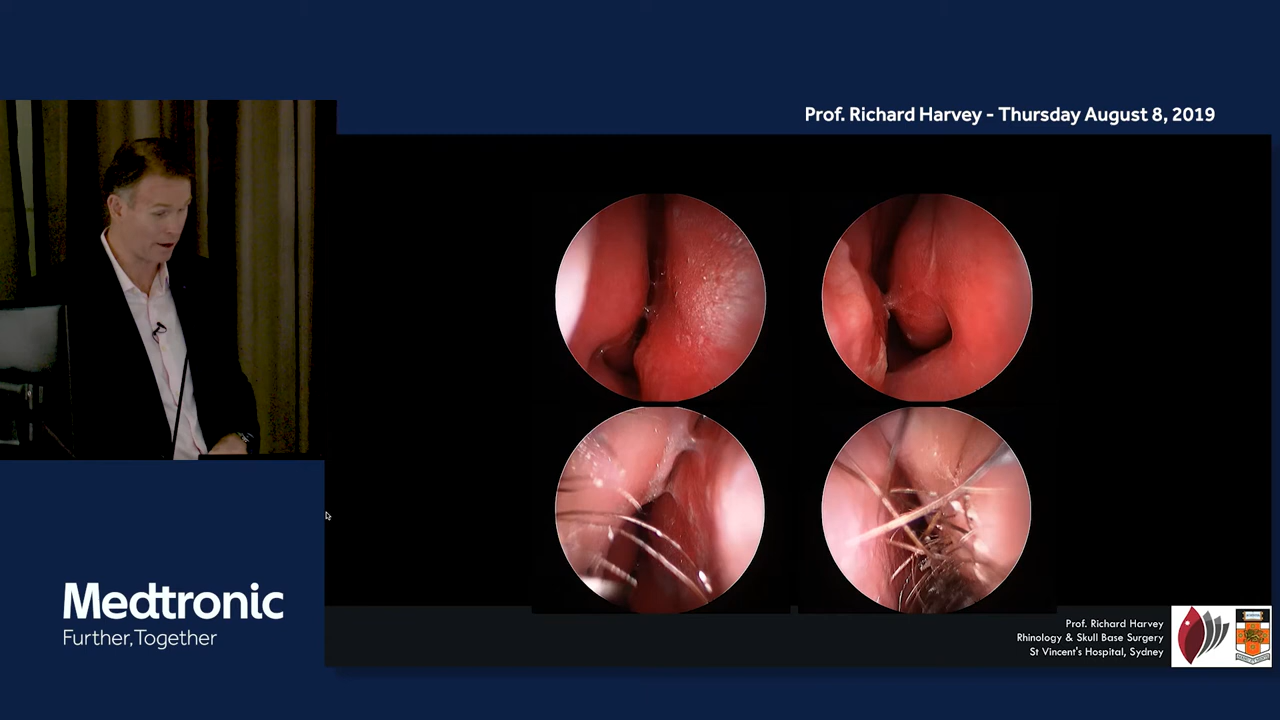 Prof. Richard Harvey - Thursday August 8, 2019
Medtronic
Further,Together
Prof. Richard Harvey
Rhinology & Skull Base Surgery
St Vincent's Hospital, Sydney